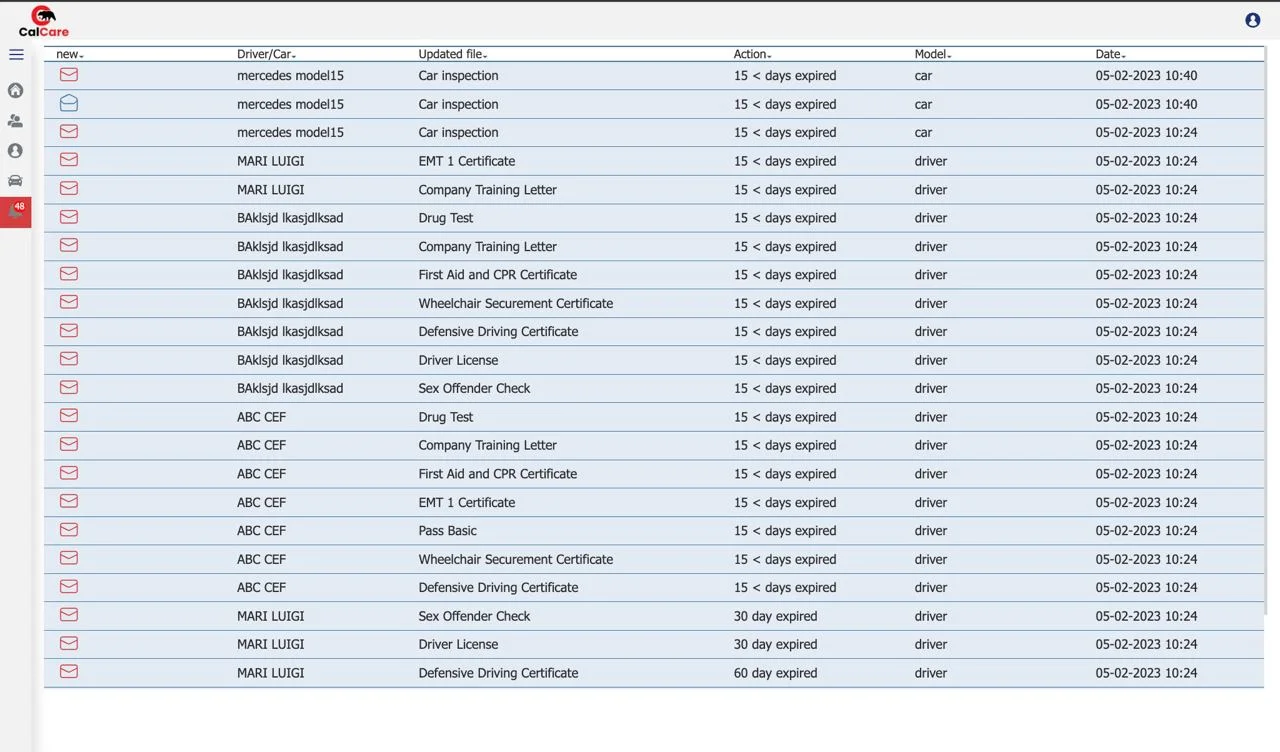 CalCare
new Driver/Car Updated file Action Model Date
mercedes model15 Car inspection 15 < days expired car 05-02-2023 10:40
mercedes model15 Car inspection 15 < days expired car 05-02-2023 10:40
mercedes model15 Car inspection 15 < days expired car 05-02-2023 10:24
MARI LUIGI EMT 1 Certificate 15 < days expired driver 05-02-2023 10:24
MARI LUIGI Company Training Letter 15 < days expired driver 05-02-2023 10:24
48 BAklsjd lkasjdlksad Drug Test 15 < days expired driver 05-02-2023 10:24
BAklsjd lkasjdlksad Company Training Letter 15 < days expired driver 05-02-2023 10:24
BAklsjd lkasjdlksad First Aid and CPR Certificate 15 < days expired driver 05-02-2023 10:24
BAklsjd lkasjdlksad Wheelchair Securement Certificate 15 < days expired driver 05-02-2023 10:24
BAklsjd lkasjdlksad Defensive Driving Certificate 15 < days expired driver 05-02-2023 10:24
BAklsjd lkasjdlksad Driver License 15 < days expired driver 05-02-2023 10:24
BAklsjd lkasjdlksad Sex Offender Check 15 < days expired driver 05-02-2023 10:24
ABC CEF Drug Test 15 < days expired driver 05-02-2023 10:24
ABC CEF Company Training Letter 15 < days expired driver 05-02-2023 10:24
ABC CEF First Aid and CPR Certificate 15 < days expired driver 05-02-2023 10:24
ABC CEF EMT 1 Certificate 15 < days expired driver 05-02-2023 10:24
ABC CEF Pass Basic 15 < days expired driver 05-02-2023 10:24
ABC CEF Wheelchair Securement Certificate 15 < days expired driver 05-02-2023 10:24
ABC CEF Defensive Driving Certificate 15 < days expired driver 05-02-2023 10:24
MARI LUIGI Sex Offender Check 30 day expired driver 05-02-2023 10:24
MARI LUIGI Driver License 30 day expired driver 05-02-2023 10:24
MARI LUIGI Defensive Driving Certificate 60 day expired driver 05-02-2023 10:24